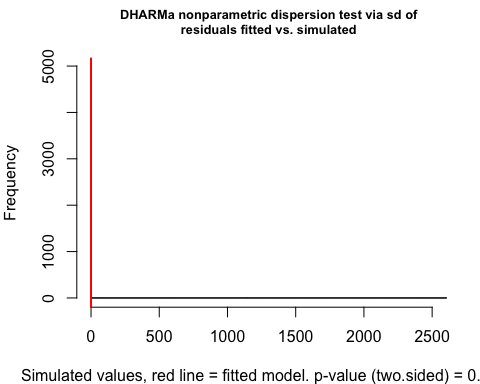 DHARMa nonparametric dispersion test via sd of
residuals fitted vs. simulated
Frequency
5000
3000
1000
0
0 500 1000 1500 2000 2500
Simulated values, red line = fitted model. p-value (two.sided) = 0.